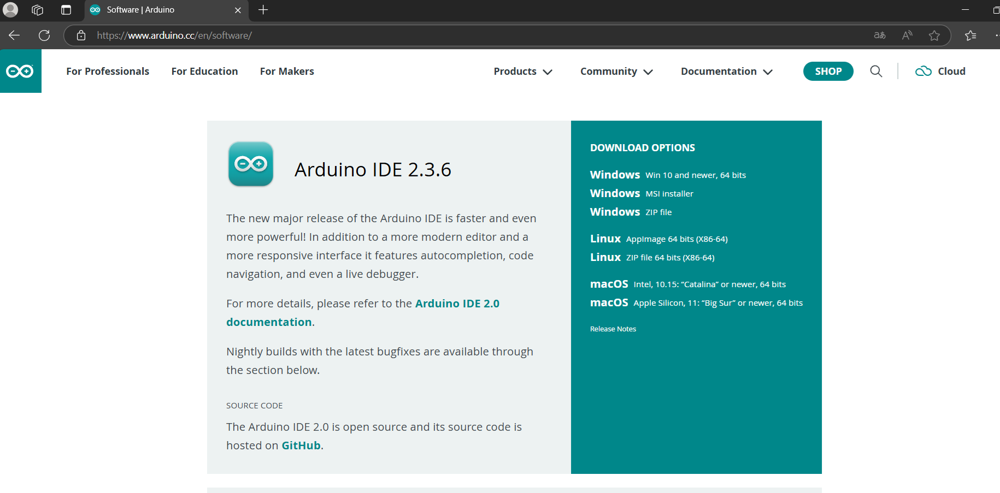 Software | Arduino
https://www.arduino.cc/en/software/
For Professionals
For Education
For Makers
Products
Community
Documentation
SHOP
Cloud
Arduino IDE 2.3.6
The new major release of the Arduino IDE is faster and even
more powerful! In addition to a more modern editor and a
more responsive interface it features autocompletion, code
navigation, and even a live debugger.
For more details, please refer to the Arduino IDE 2.0
documentation.
Nightly builds with the latest bugfixes are available through
the section below.
SOURCE CODE
The Arduino IDE 2.0 is open source and its source code is
hosted on GitHub.
DOWNLOAD OPTIONS
Windows Win 10 and newer, 64 bits
Windows MSI installer
Windows ZIP file
Linux AppImage 64 bits (X86-64)
Linux ZIP file 64 bits (X86-64)
macOS Intel, 10.15: “Catalina” or newer, 64 bits
macOS Apple Silicon, 11: “Big Sur” or newer, 64 bits
Release Notes